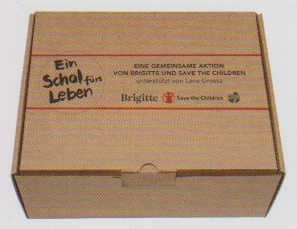 Ein
Schal fürs
Leben
EINE GEMEINSAME AKTION
VON BRIGITTE UND SAVE THE CHILDREN
unterstützt von Lana Grossa
Brigitte Save the Children